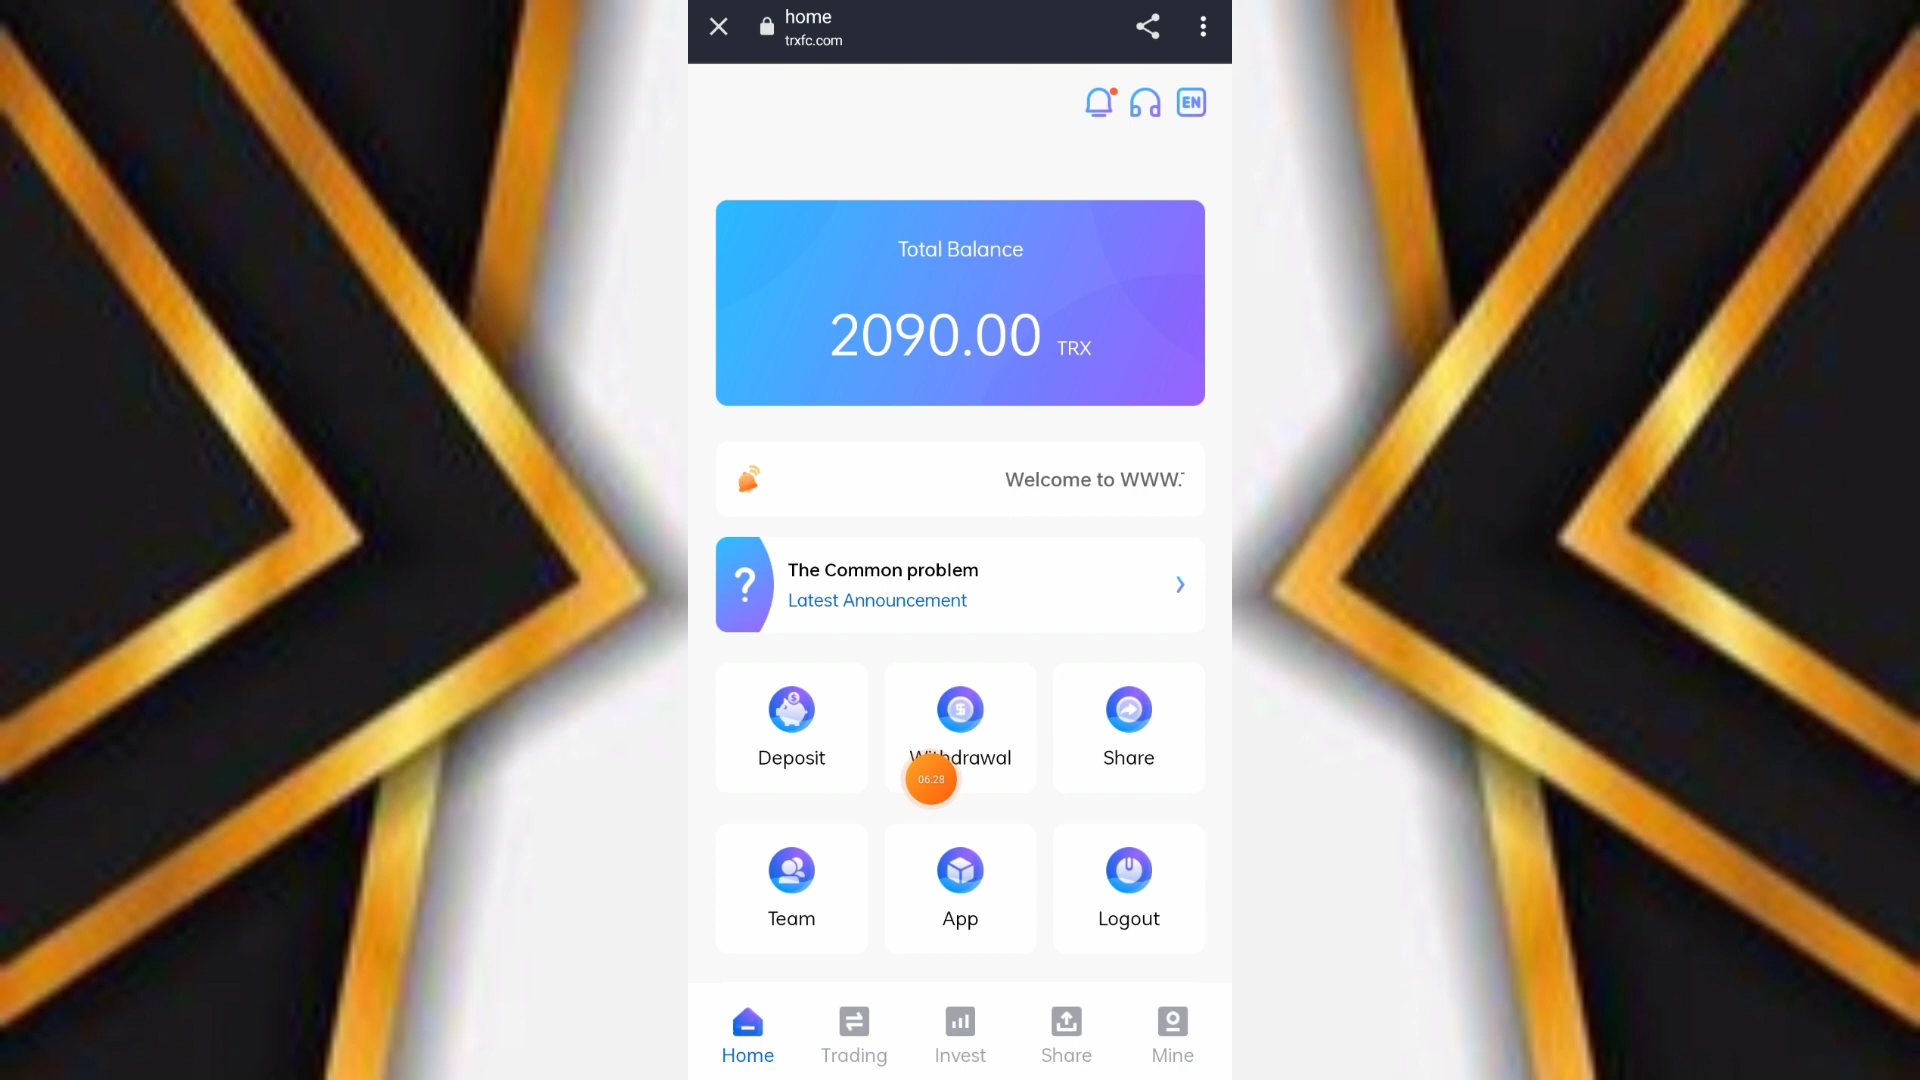 home
trxfc.com
EN
Total Balance
2090.00 TRX
Welcome to WWW.
?
The Common problem
Latest Announcement
Deposit
Withdrawal
Share
06:28
Team
App
Logout
Home
Trading
Invest
Share
Mine